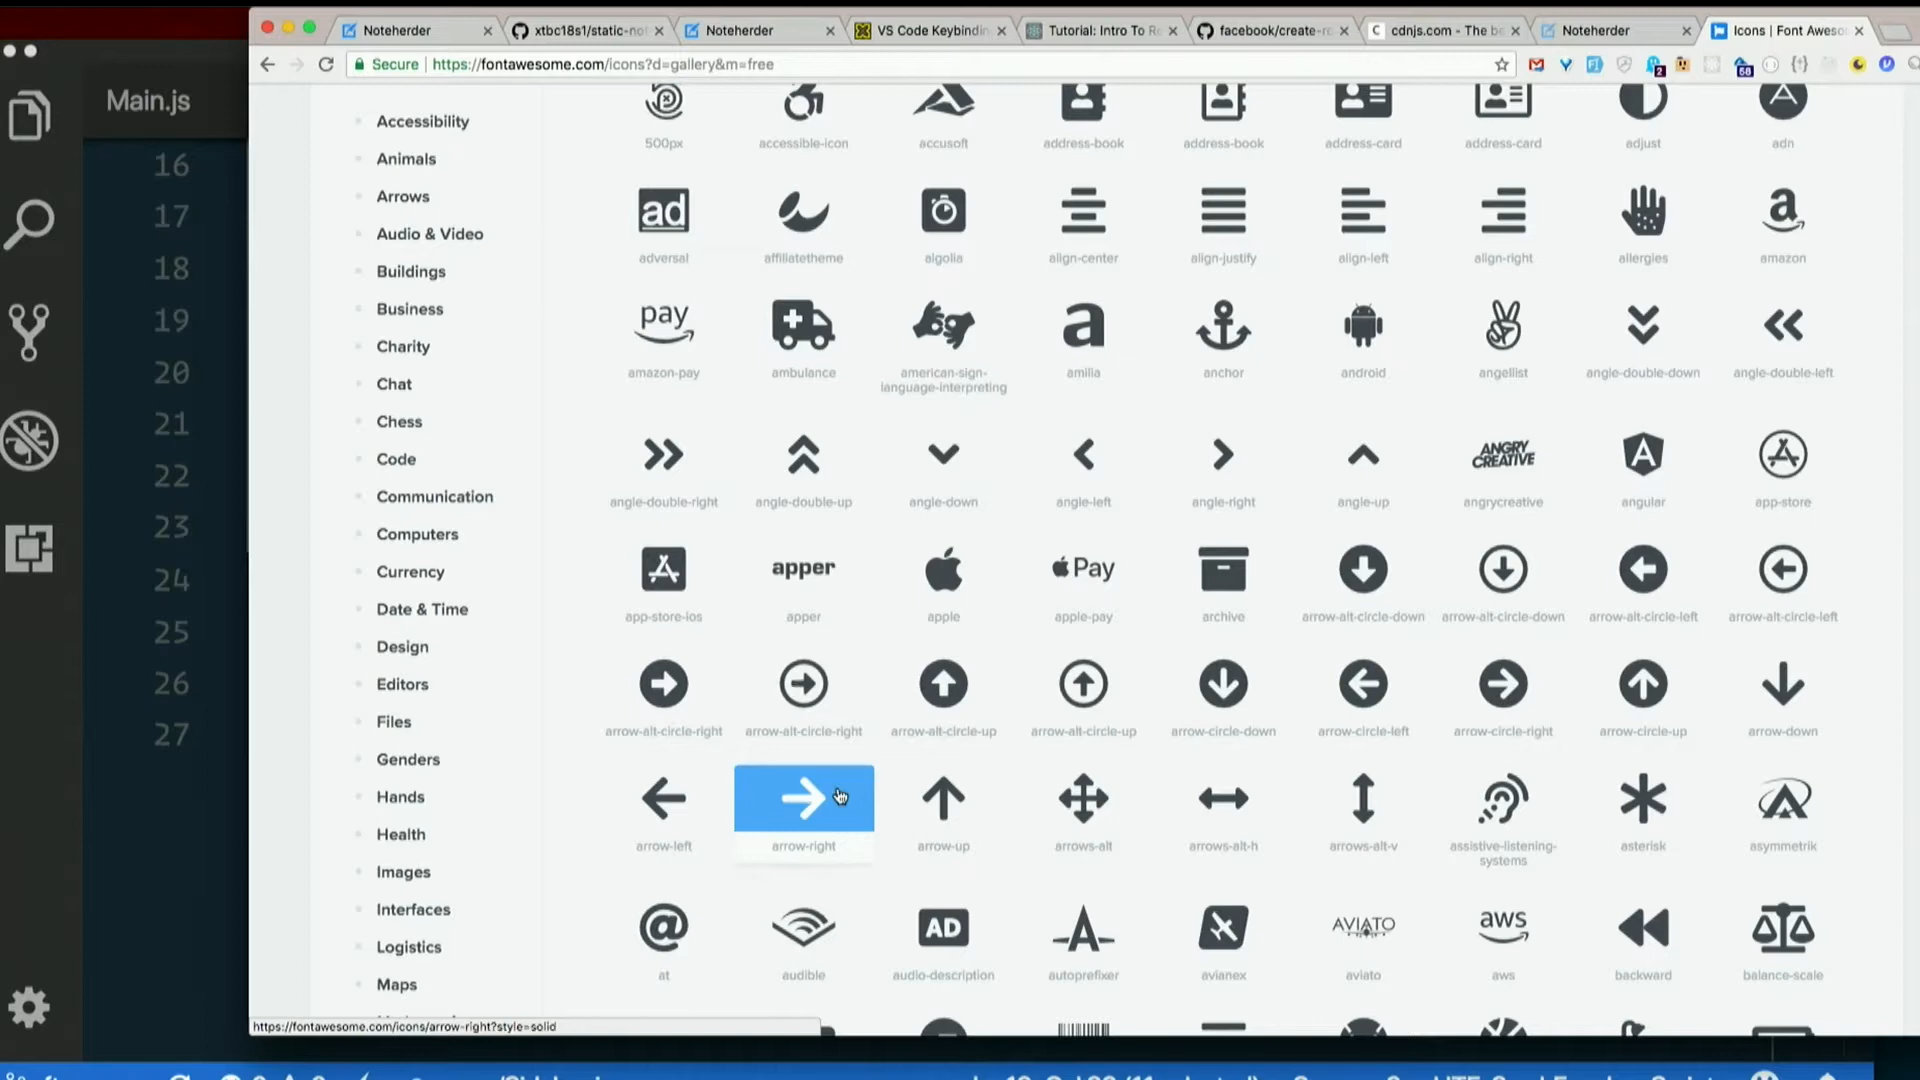 Noteherder
xtbc18s1/static-no
Noteherder
VS Code Keybindin
Tutorial: Intro To R
facebook/create-r
cdnjs.com - The be
Noteherder
Icons | Font Aweso
Secure
https://fontawesome.com/icons?d=gallery&m=free
2
58
Main.js
16
17
18
19
20
21
22
23
24
25
26
27
Accessibility
Animals
Arrows
Audio & Video
Buildings
Business
Charity
Chat
Chess
Code
Communication
Computers
Currency
Date & Time
Design
Editors
Files
Genders
Hands
Health
Images
Interfaces
Logistics
Maps
500px
accessible-icon
accusoft
address-book
address-book
address-card
address-card
adjust
adn
ad
a
adversal
affiliatetheme
algolia
align-center
align-justify
align-left
align-right
allergies
amazon
pay
a
amazon-pay
ambulance
american-sign-
language-interpreting
amilia
anchor
android
angellist
angle-double-down
angle-double-left
ANGRY
CREATIVE
A
angle-double-right
angle-double-up
angle-down
angle-left
angle-right
angle-up
angrycreative
angular
app-store
apper
Pay
app-store-ios
apper
apple
apple-pay
archive
arrow-alt-circle-down
arrow-alt-circle-down
arrow-alt-circle-left
arrow-alt-circle-left
arrow-alt-circle-right
arrow-alt-circle-right
arrow-alt-circle-up
arrow-alt-circle-up
arrow-circle-down
arrow-circle-left
arrow-circle-right
arrow-circle-up
arrow-down
arrow-left
arrow-right
arrow-up
arrows-alt
arrows-alt-h
arrows-alt-v
assistive-listening-
systems
asterisk
asymmetrik
@
AD
A
AVIATO
aws
at
audible
audio-description
autoprefixer
avianex
aviato
aws
backward
balance-scale
https://fontawesome.com/icons/arrow-right?style=solid